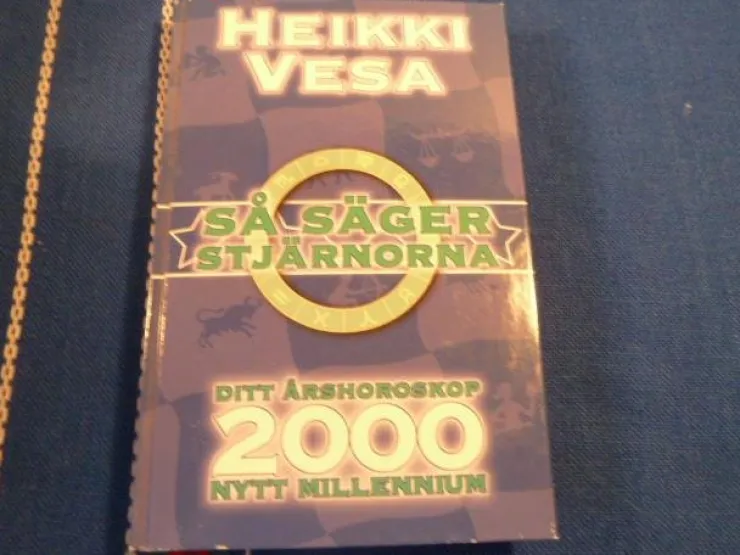 HEIKKI
VESA
SÅ SÄGER
STJÄRNORNA
DITT ÅRSHOROSKOP
2000
NYTT MILLENNIUM